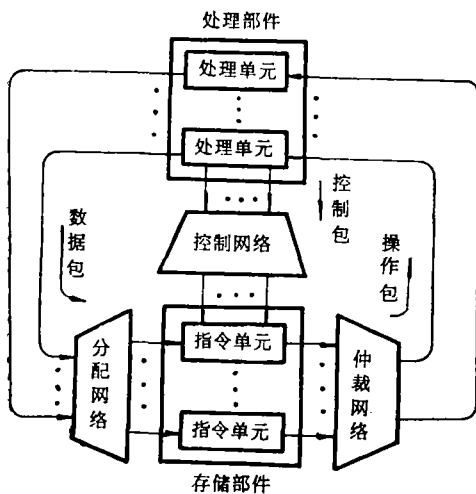 处理部件
处理单元
处理单元
控制包
数据包
操作包
控制网络
分配网络
指令单元
仲裁网络
指令单元
存储部件